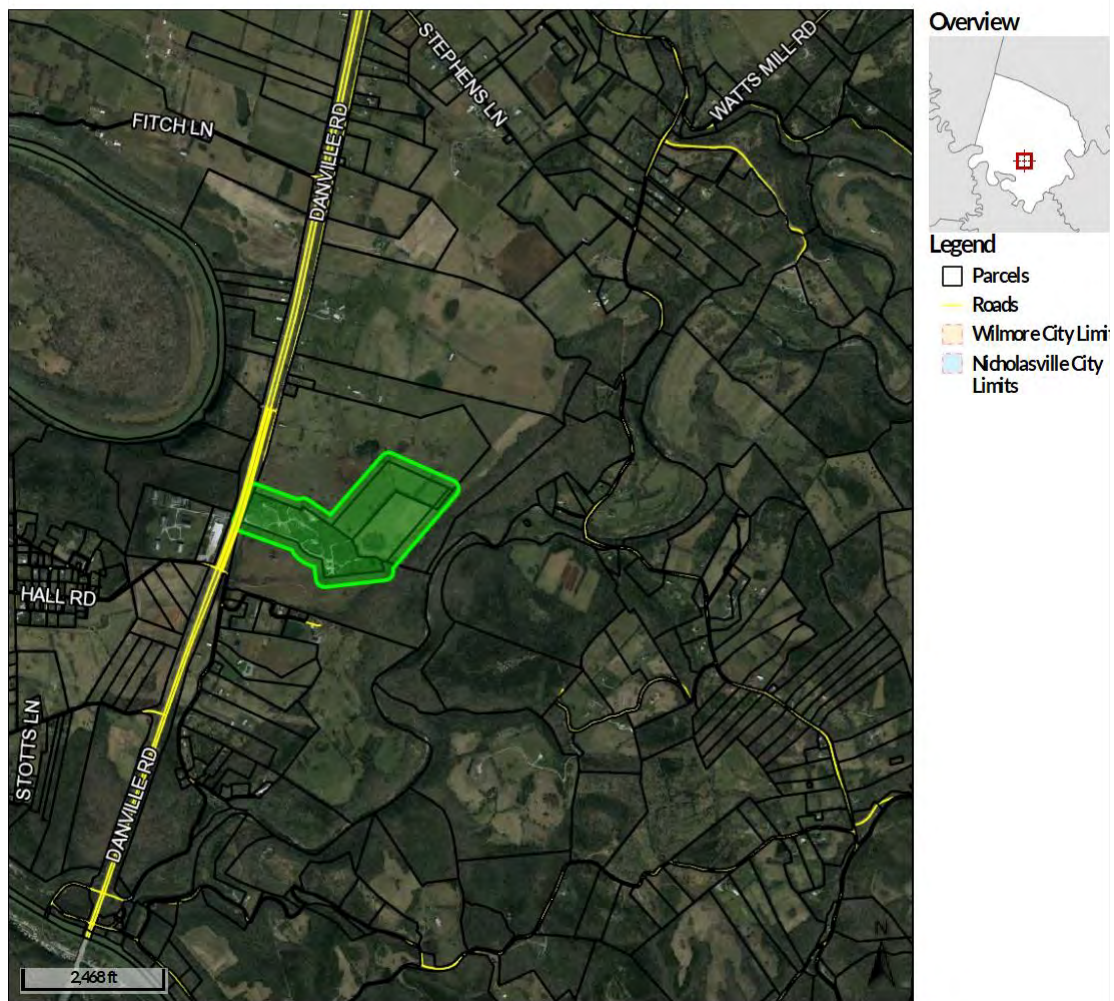 STEPHENS LN
WATTS MILL RD
FITCH LN
DANVILLE RD
HALL RD
STOTTS LN
DANVILLE RD
N
2,468 ft
Overview
Legend
Parcels
Roads
Wilmore City Limit
Nicholasville City
Limits